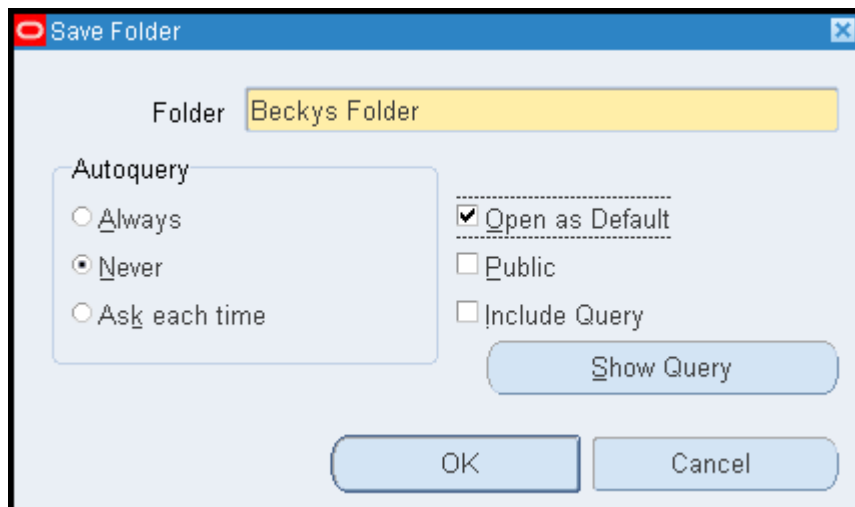 Save Folder
Folder Beckys Folder
Autoquery
Always
Never
Ask each time
Open as Default
Public
Include Query
Show Query
OK Cancel